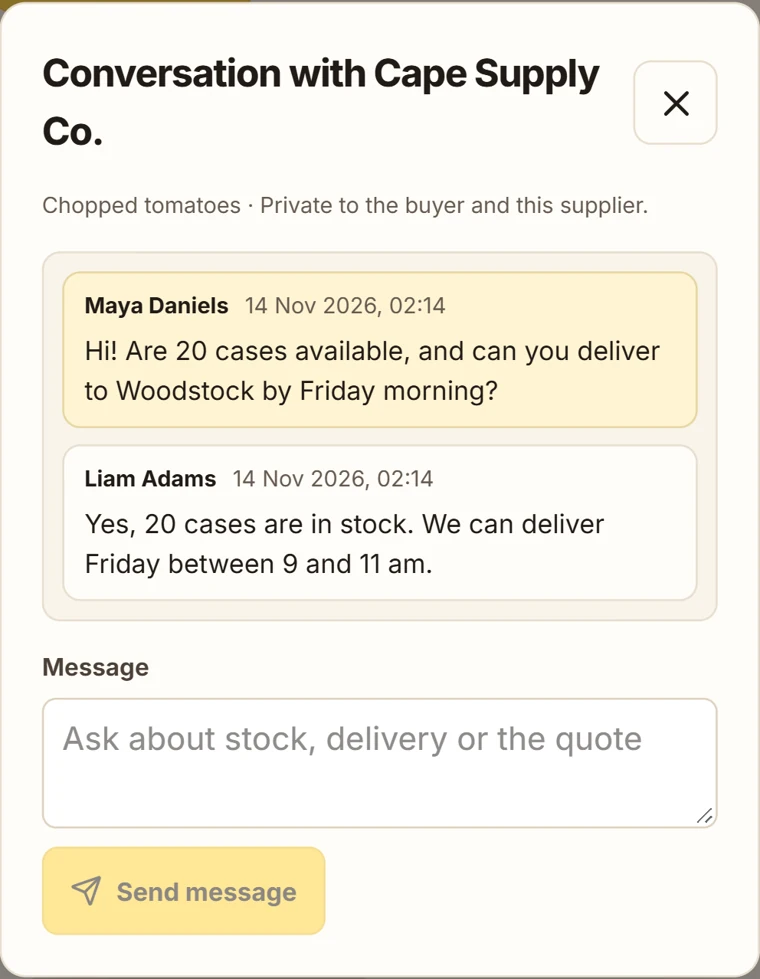 Conversation with Cape Supply
Co.
Chopped tomatoes · Private to the buyer and this supplier.
Maya Daniels 14 Nov 2026, 02:14
Hi! Are 20 cases available, and can you deliver
to Woodstock by Friday morning?
Liam Adams 14 Nov 2026, 02:14
Yes, 20 cases are in stock. We can deliver
Friday between 9 and 11 am.
Message
Ask about stock, delivery or the quote
Send message